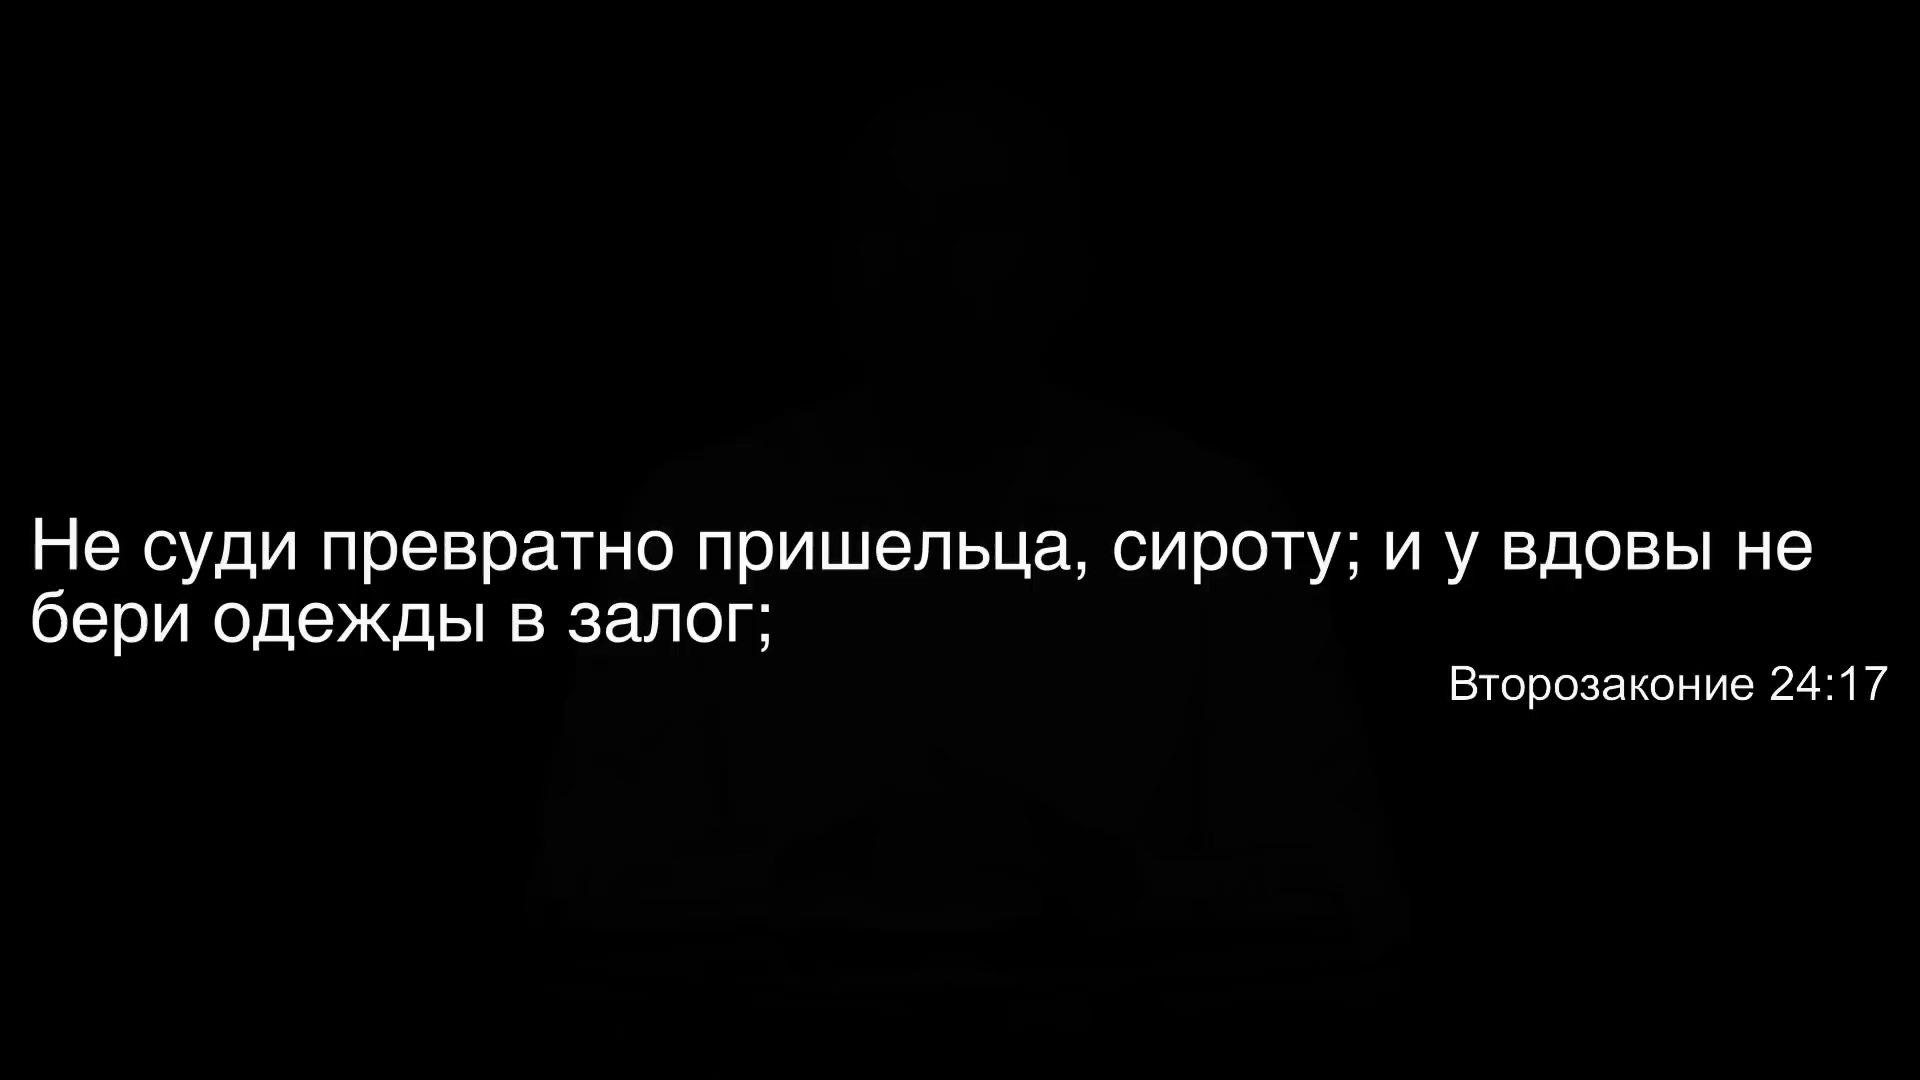 Не суди превратно пришельца, сироту; и у вдовы не
бери одежды в залог;
Второзаконие 24:17